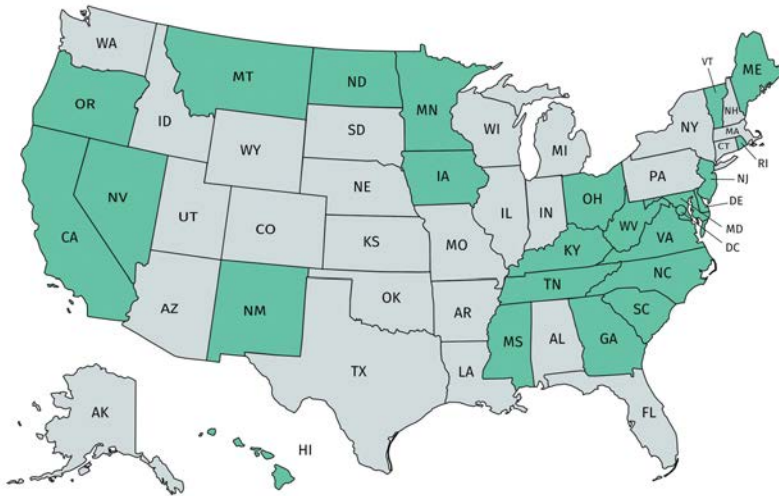 WA
MT
ND
MN
VT
ME
OR
ID
SD
WI
MI
NY
NH
MA
CT
RI
WY
NV
IA
NE
PA
NJ
CA
UT
CO
IL
IN
OH
DE
MD
DC
WV
VA
KS
MO
KY
NC
TN
AZ
NM
OK
AR
SC
MS
AL
GA
TX
LA
FL
AK
HI